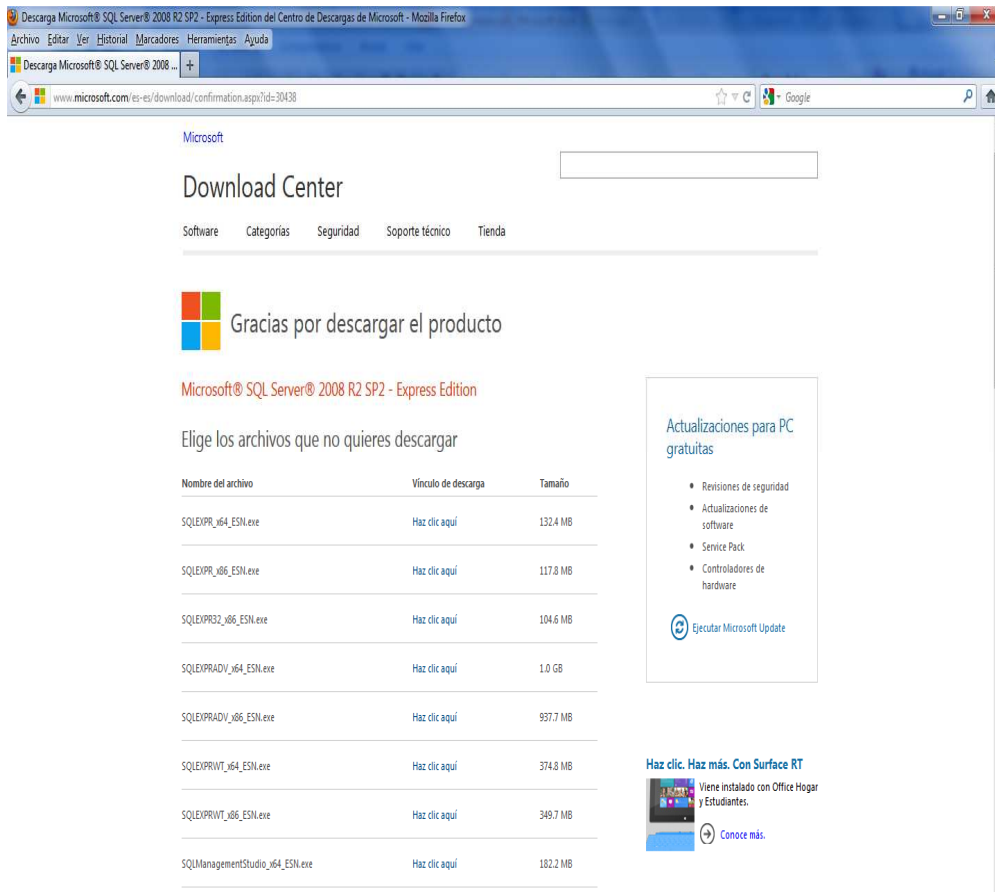 Descarga Microsoft® SQL Server® 2008 R2 SP2 - Express Edition del Centro de Descargas de Microsoft - Mozilla Firefox
Archivo Editar Ver Historial Marcadores Herramientas Ayuda
Descarga Microsoft® SQL Server® 2008 ...
www.microsoft.com/es-es/download/confirmation.aspx?id=30438
Google
Microsoft
Download Center
Software Categorías Seguridad Soporte técnico Tienda
Gracias por descargar el producto
Microsoft® SQL Server® 2008 R2 SP2 - Express Edition
Elige los archivos que no quieres descargar
Nombre del archivo Vínculo de descarga Tamaño
SQLEXPR_x64_ESN.exe Haz clic aquí 132.4 MB
SQLEXPR_x86_ESN.exe Haz clic aquí 117.8 MB
SQLEXPR32_x86_ESN.exe Haz clic aquí 104.6 MB
SQLEXPRADV_x64_ESN.exe Haz clic aquí 1.0 GB
SQLEXPRADV_x86_ESN.exe Haz clic aquí 937.7 MB
SQLEXPRWT_x64_ESN.exe Haz clic aquí 374.8 MB
SQLEXPRWT_x86_ESN.exe Haz clic aquí 349.7 MB
SQLManagementStudio_x64_ESN.exe Haz clic aquí 182.2 MB
Actualizaciones para PC
gratuitas
Revisiones de seguridad
Actualizaciones de
software
Service Pack
Controladores de
hardware
Ejecutar Microsoft Update
Haz clic. Haz más. Con Surface RT
Viene instalado con Office Hogar
y Estudiantes.
Conoce más.